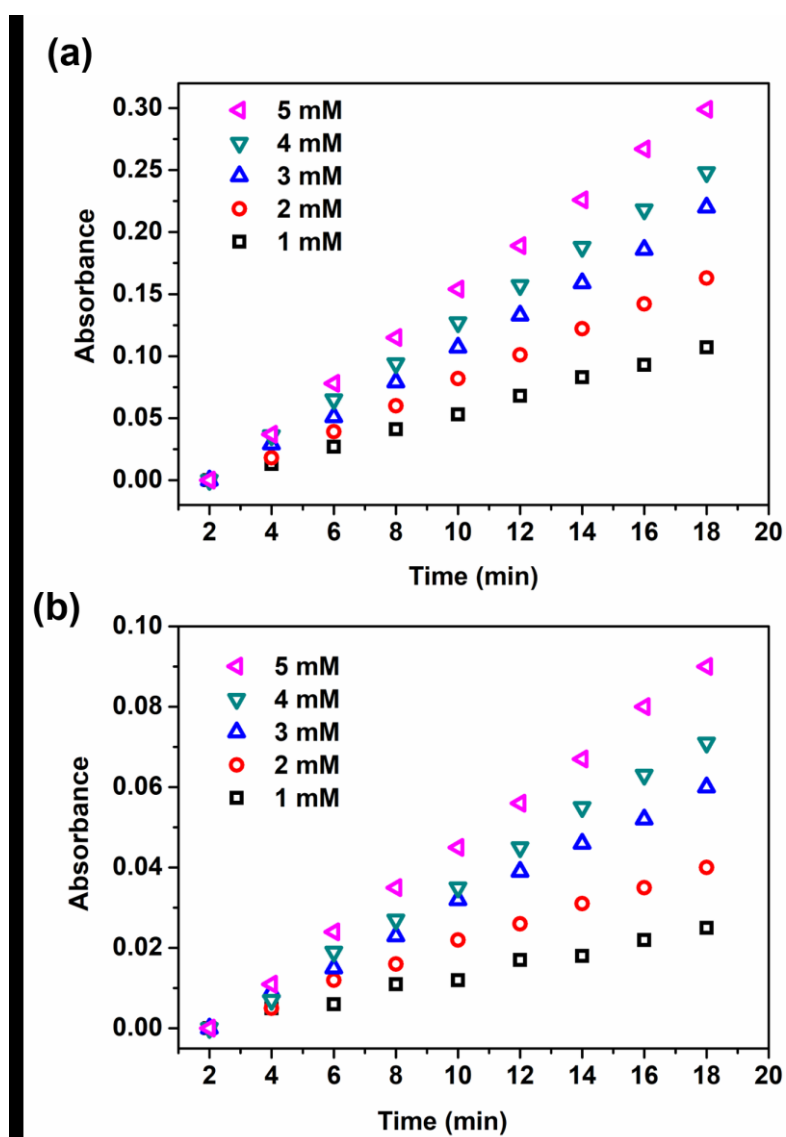 (a)
0.30
0.25
0.20
0.15
0.10
0.05
0.00
Absorbance
5 mM
4 mM
3 mM
2 mM
1 mM
2 4 6 8 10 12 14 16 18 20
Time (min)
(b)
0.10
0.08
0.06
0.04
0.02
0.00
Absorbance
5 mM
4 mM
3 mM
2 mM
1 mM
2 4 6 8 10 12 14 16 18 20
Time (min)